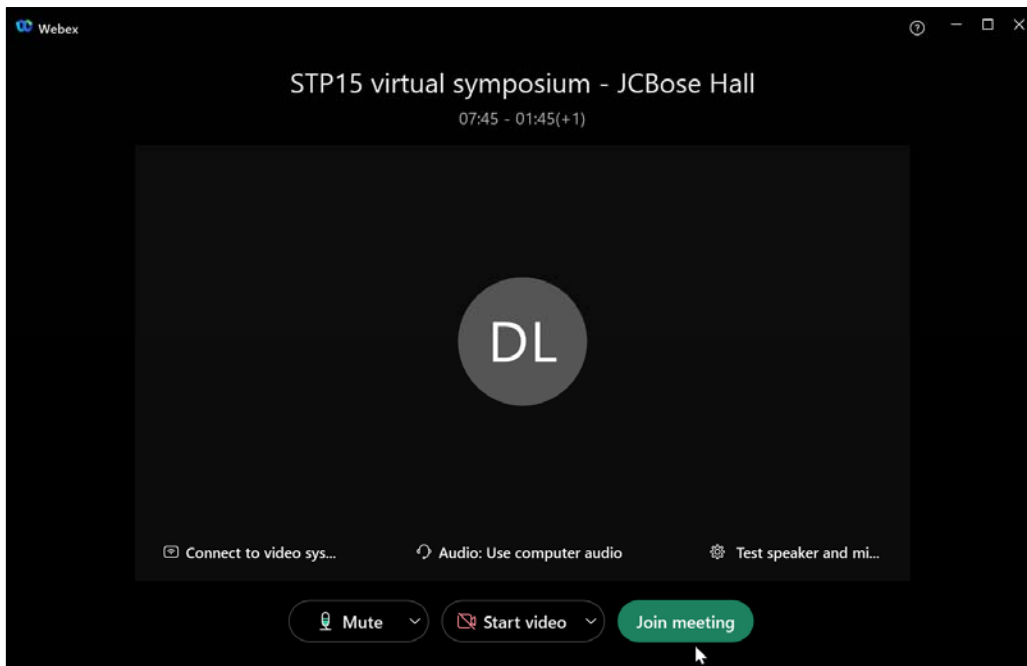 Webex
STP15 virtual symposium - JCBose Hall
07:45 - 01:45(+1)
DL
Connect to video sys... Audio: Use computer audio Test speaker and mi...
Mute Start video Join meeting